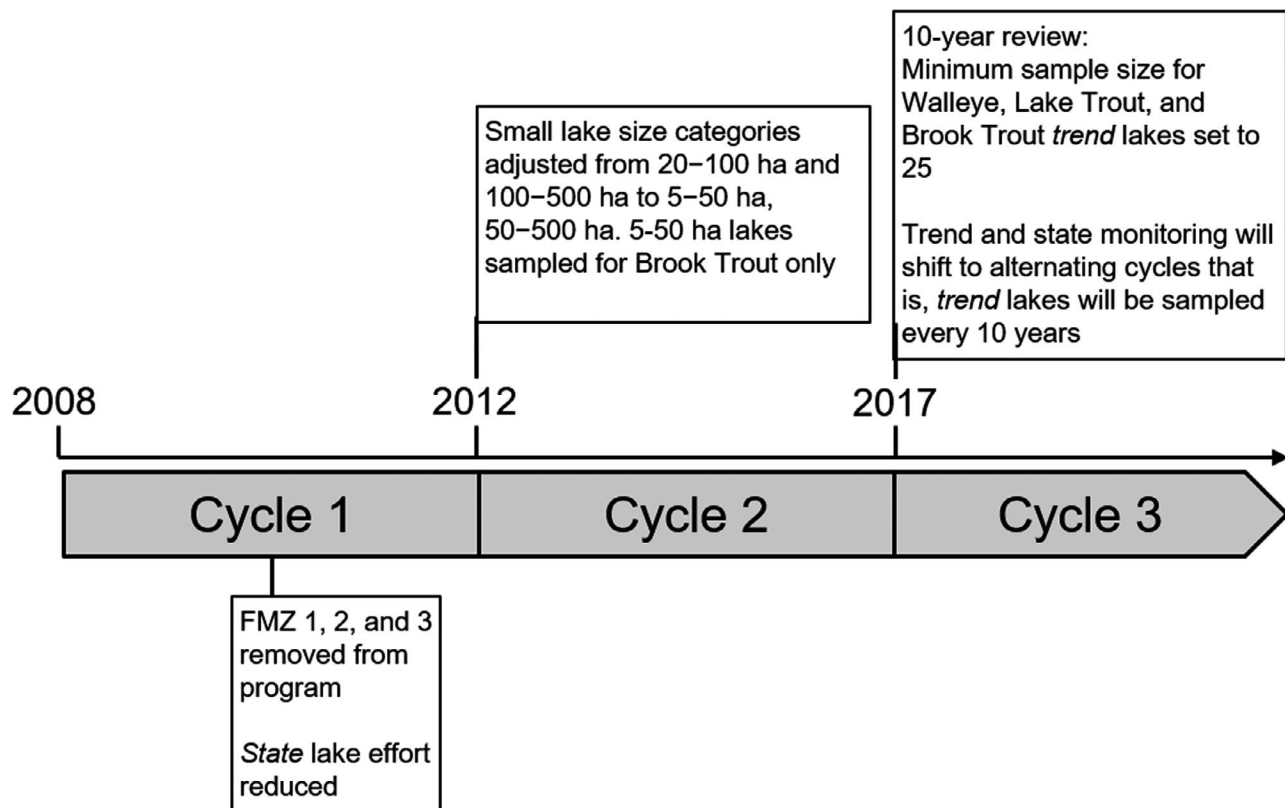 10-year review:
Minimum sample size for
Walleye, Lake Trout, and
Brook Trout trend lakes set to
25
Trend and state monitoring will
shift to alternating cycles that
is, trend lakes will be sampled
every 10 years
Small lake size categories
adjusted from 20−100 ha and
100−500 ha to 5−50 ha,
50−500 ha. 5-50 ha lakes
sampled for Brook Trout only
2008
2012
2017
Cycle 1
Cycle 2
Cycle 3
FMZ 1, 2, and 3
removed from
program
State lake effort
reduced